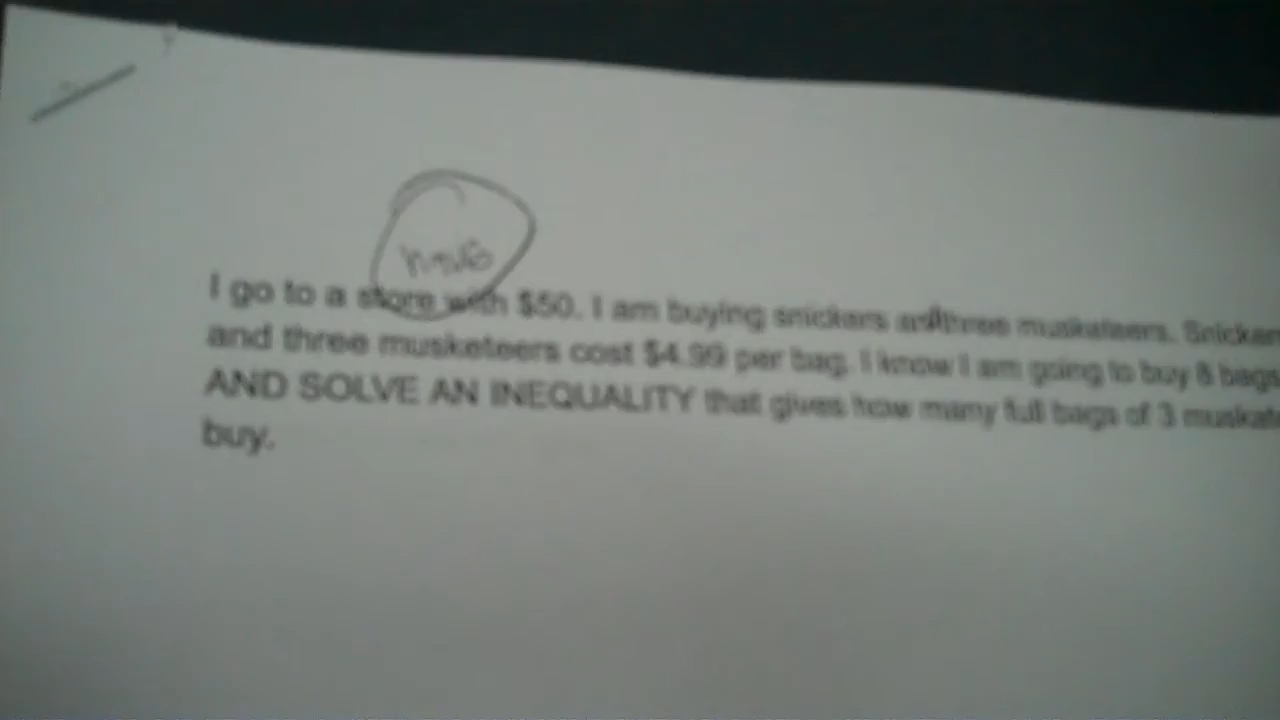 I go to a store with $50. I am buying snickers and three musketeers. Snickers
and three musketeers cost $4.99 per bag. I know I am going to buy 8 bags
AND SOLVE AN INEQUALITY that gives how many full bags of 3
buy.